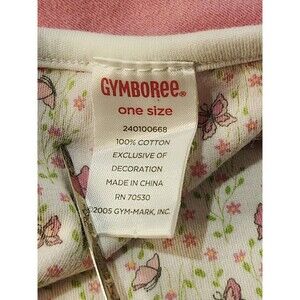 GYMBOREE®
one size
240100668
100% COTTON
EXCLUSIVE OF
DECORATION
MADE IN CHINA
RN 70530
©2005 GYM-MARK, INC.